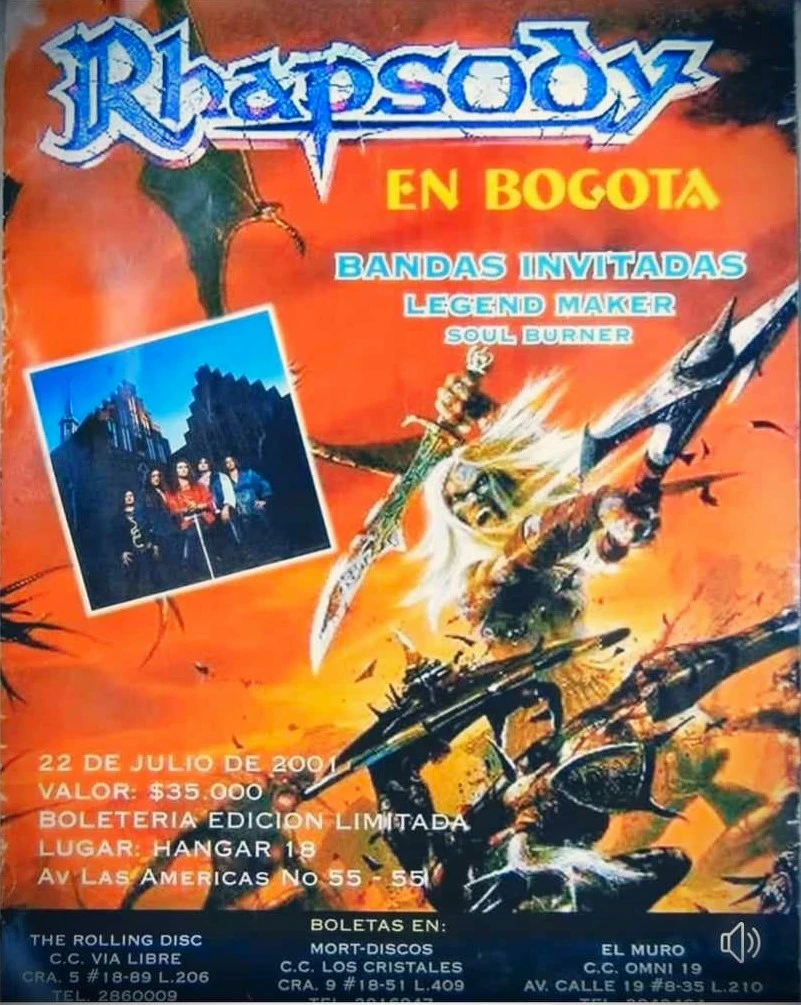 Rhapsody
EN BOGOTA
BANDAS INVITADAS
LEGEND MAKER
SOUL BURNER
22 DE JULIO DE 2001
VALOR: $35.000
BOLETERIA EDICION LIMITADA
LUGAR: HANGAR 18
AV LAS AMERICAS NO 55 - 55
BOLETAS EN:
THE ROLLING DISC
C.C. VIA LIBRE
CRA. 5 #18-89 L.206
TEL. 2860009
MORT-DISCOS
C.C. LOS CRISTALES
CRA. 9 #18-51 L.409
EL MURO
C.C. OMNI 19
AV. CALLE 19 #8-35 L.210